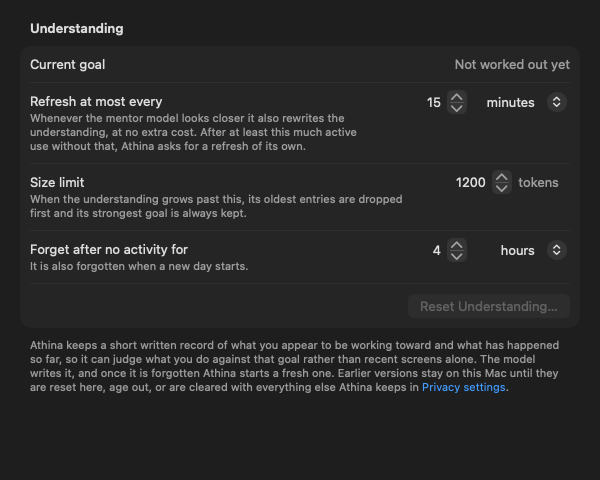 Understanding
Current goal
Not worked out yet
Refresh at most every
15
minutes
Whenever the mentor model looks closer it also rewrites the
understanding, at no extra cost. After at least this much active
use without that, Athina asks for a refresh of its own.
Size limit
1200
tokens
When the understanding grows past this, its oldest entries are dropped
first and its strongest goal is always kept.
Forget after no activity for
4
hours
It is also forgotten when a new day starts.
Reset Understanding...
Athina keeps a short written record of what you appear to be working toward and what has happened
so far, so it can judge what you do against that goal rather than recent screens alone. The model
writes it, and once it is forgotten Athina starts a fresh one. Earlier versions stay on this Mac until they
are reset here, age out, or are cleared with everything else Athina keeps in Privacy settings.